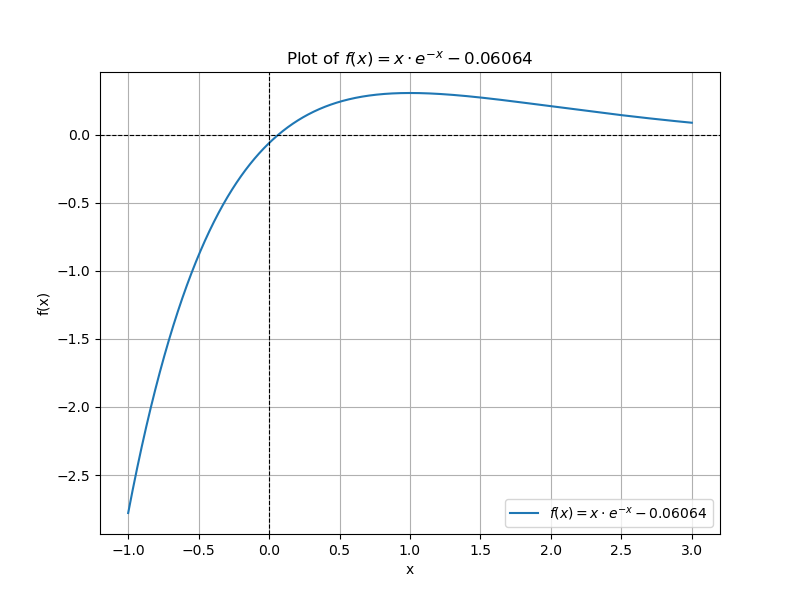 Plot of f(x) = x · e^{−x} − 0.06064
f(x)
0.0
−0.5
−1.0
−1.5
−2.0
−2.5
f(x) = x · e^{−x} − 0.06064
−1.0 −0.5 0.0 0.5 1.0 1.5 2.0 2.5 3.0
x